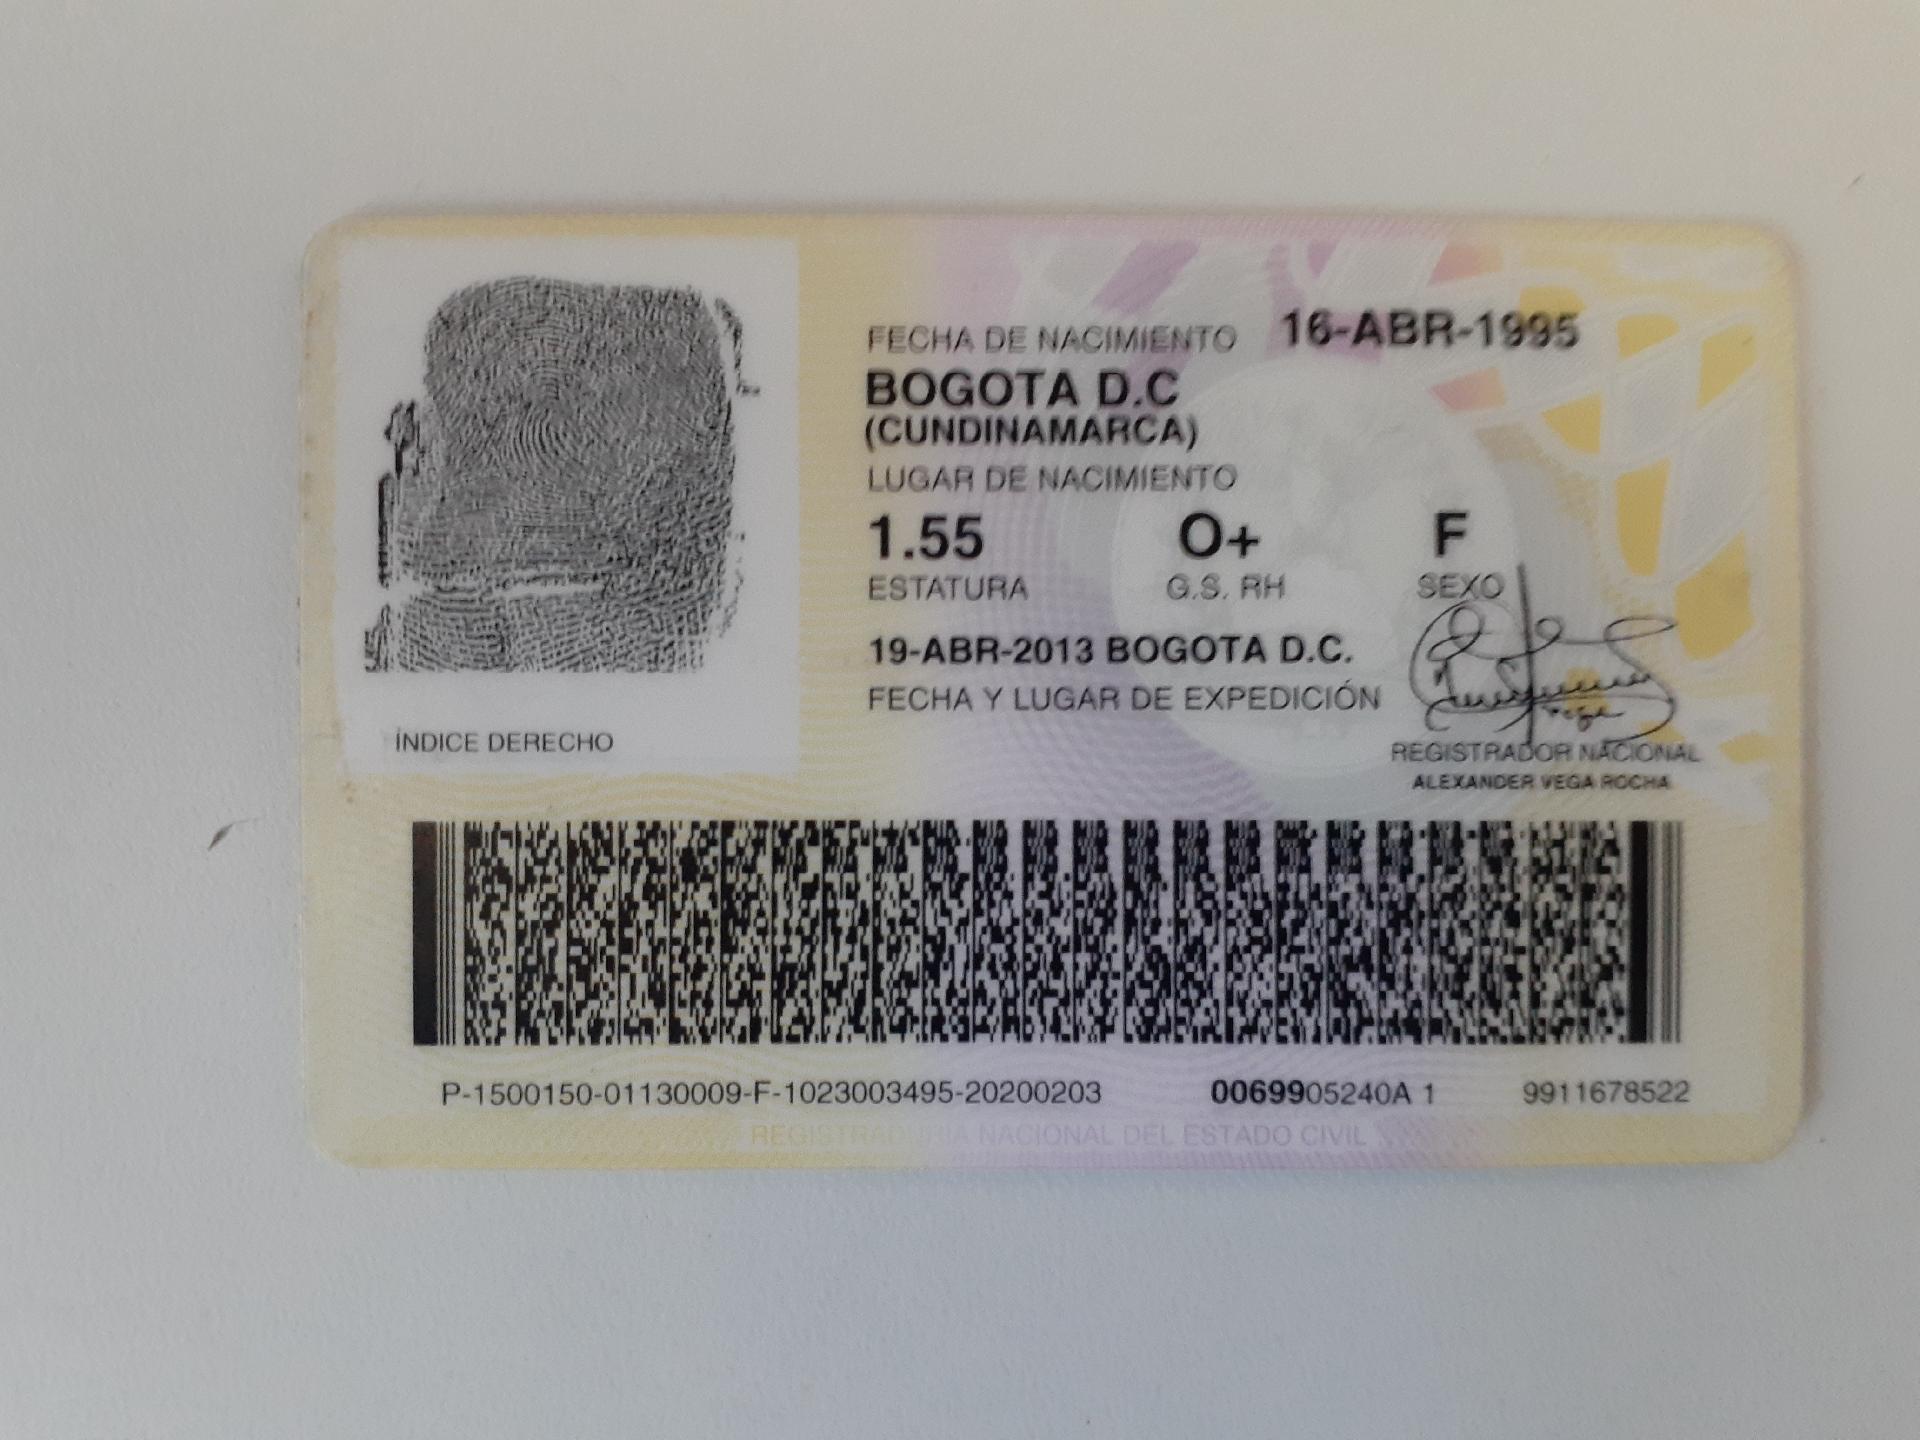 FECHA DE NACIMIENTO 16-ABR-1995
BOGOTA D.C
(CUNDINAMARCA)
LUGAR DE NACIMIENTO
1.55 O+ F
ESTATURA G.S. RH SEXO
19-ABR-2013 BOGOTA D.C.
FECHA Y LUGAR DE EXPEDICIÓN
ÍNDICE DERECHO
REGISTRADOR NACIONAL
ALEXANDER VEGA ROCHA
P-1500150-01130009-F-1023003495-20200203 0069905240A 1 9911678522
REGISTRADURIA NACIONAL DEL ESTADO CIVIL